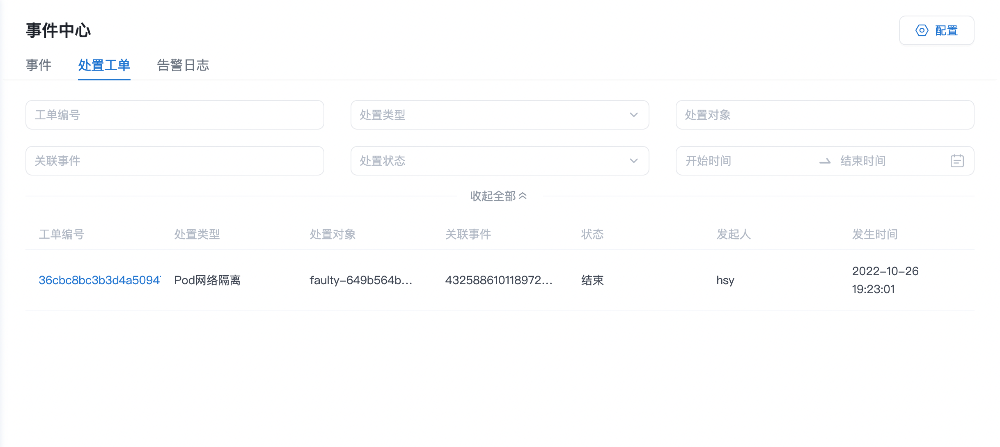 事件中心
配置
事件 处置工单 告警日志
工单编号 处置类型 处置对象
关联事件 处置状态 开始时间 结束时间
收起全部
工单编号 处置类型 处置对象 关联事件 状态 发起人 发生时间
36cbc8bc3b3d4a5094 Pod网络隔离 faulty-649b564b... 432588610118972... 结束 hsy 2022-10-26
19:23:01